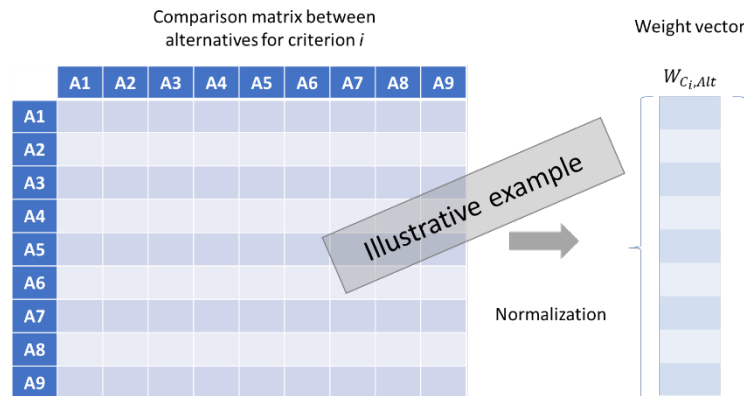 Comparison matrix between
alternatives for criterion i
Weight vector
A1 A2 A3 A4 A5 A6 A7 A8 A9
W_{C_i,Alt}
A1
A2
A3
A4
A5
A6
A7
A8
A9
Illustrative example
Normalization